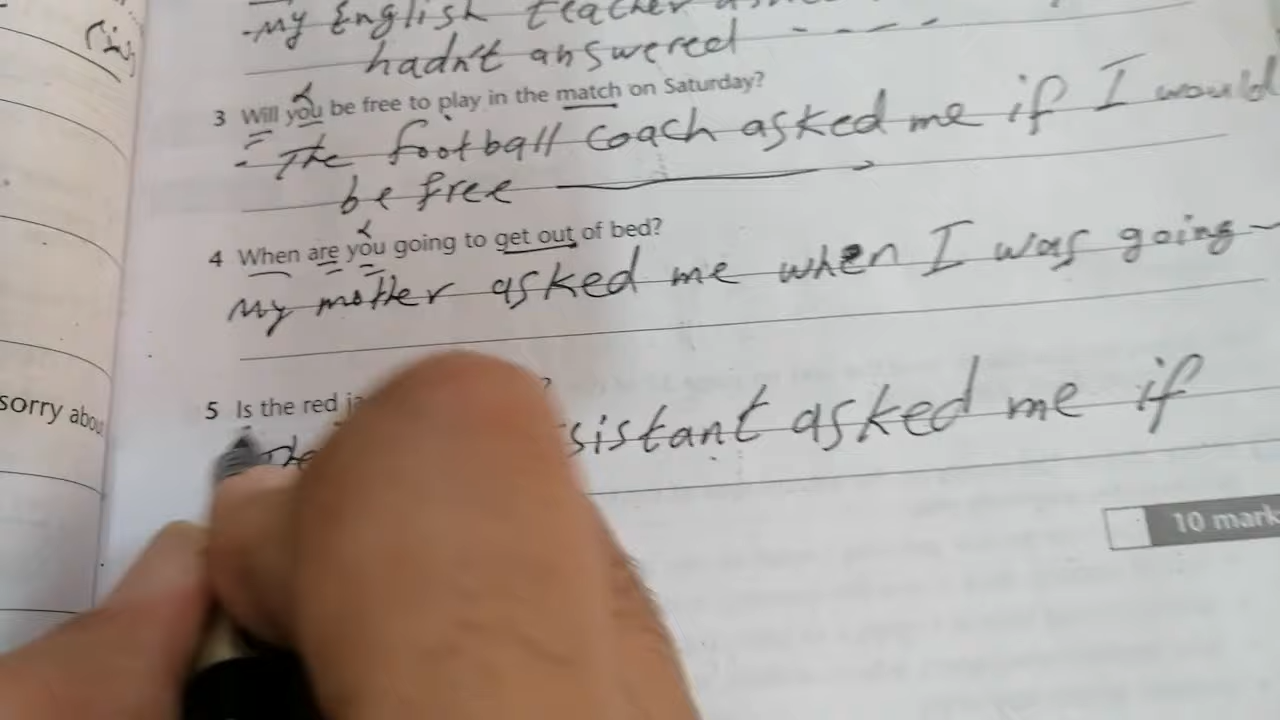 -My English teacher
hadn't answered - - - -
3 Will you be free to play in the match on Saturday?
- The football coach asked me if I would
be free
4 When are you going to get out of bed?
My mother asked me when I was going
sorry abou
5 Is the red ja ?
The sistant asked me if
10 mark